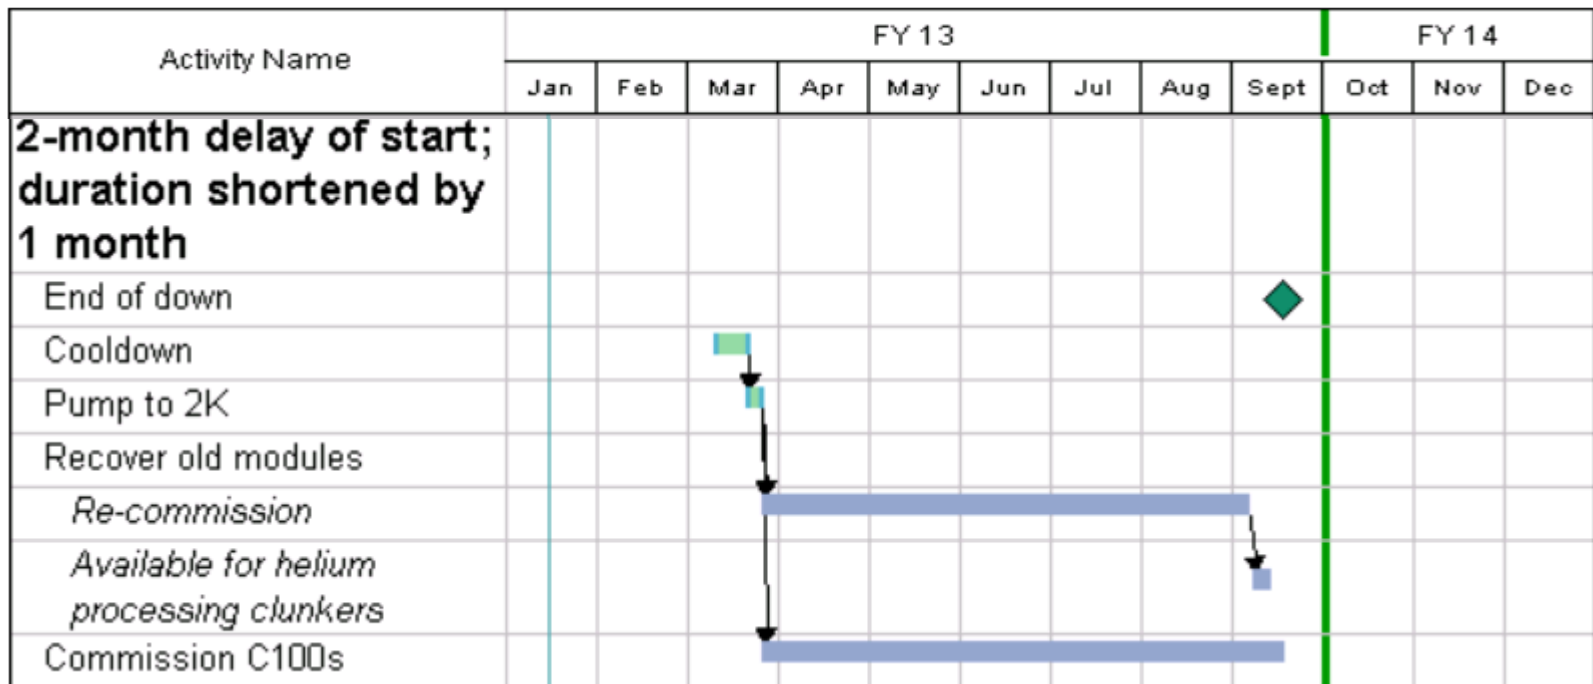 Activity Name
FY 13
FY 14
Jan Feb Mar Apr May Jun Jul Aug Sept Oct Nov Dec
2-month delay of start;
duration shortened by
1 month
End of down
Cooldown
Pump to 2K
Recover old modules
Re-commission
Available for helium
processing clunkers
Commission C100s